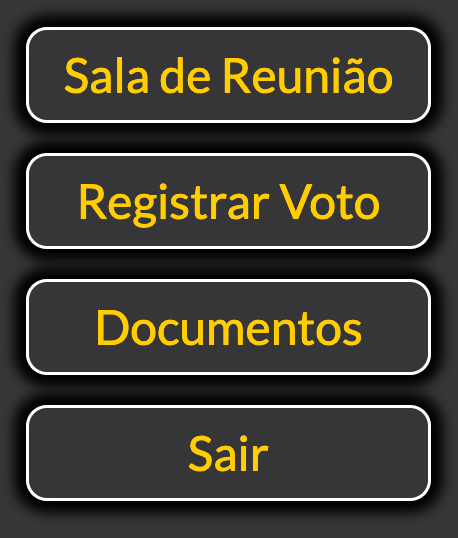 Sala de Reunião
Registrar Voto
Documentos
Sair